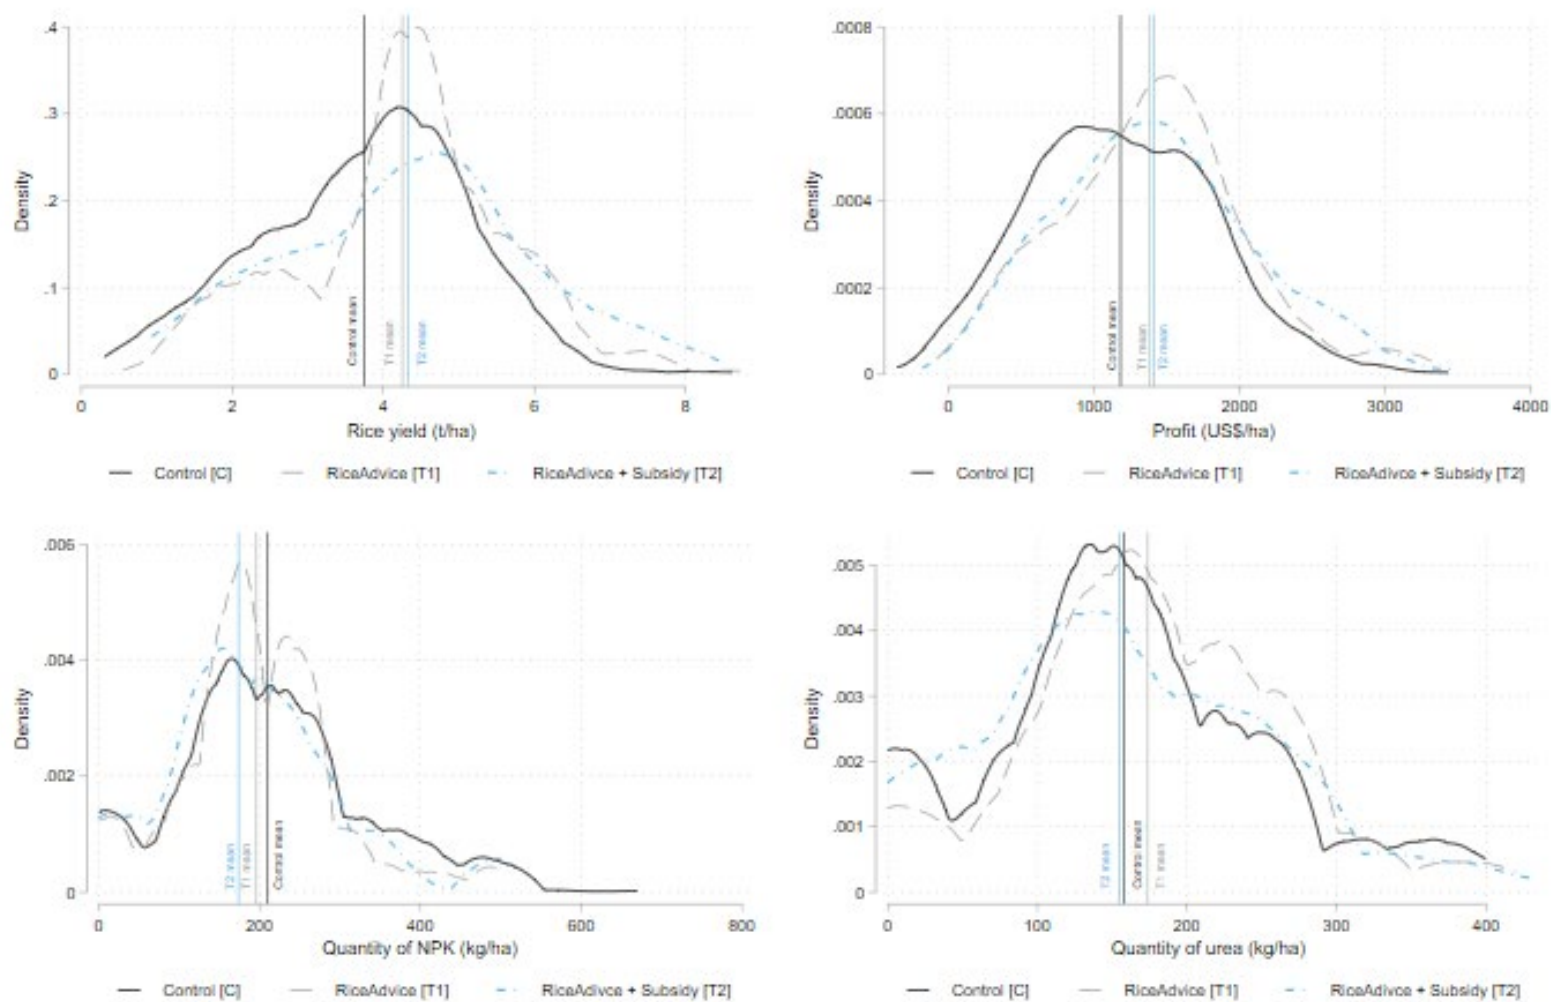 .4
.3
.2
.1
0
Density
Control mean
T1 mean
T2 mean
0 2 4 6 8
Rice yield (t/ha)
Control [C] RiceAdvice [T1] RiceAdivce + Subsidy [T2]
.0008
.0006
.0004
.0002
0
Density
Control mean
T1 mean
T2 mean
0 1000 2000 3000 4000
Profit (US$/ha)
Control [C] RiceAdvice [T1] RiceAdivce + Subsidy [T2]
.006
.004
.002
0
Density
T2 mean
T1 mean
Control mean
0 200 400 600 800
Quantity of NPK (kg/ha)
Control [C] RiceAdvice [T1] RiceAdivce + Subsidy [T2]
.005
.004
.003
.002
.001
0
Density
T2 mean
Control mean
T1 mean
0 100 200 300 400
Quantity of urea (kg/ha)
Control [C] RiceAdvice [T1] RiceAdivce + Subsidy [T2]